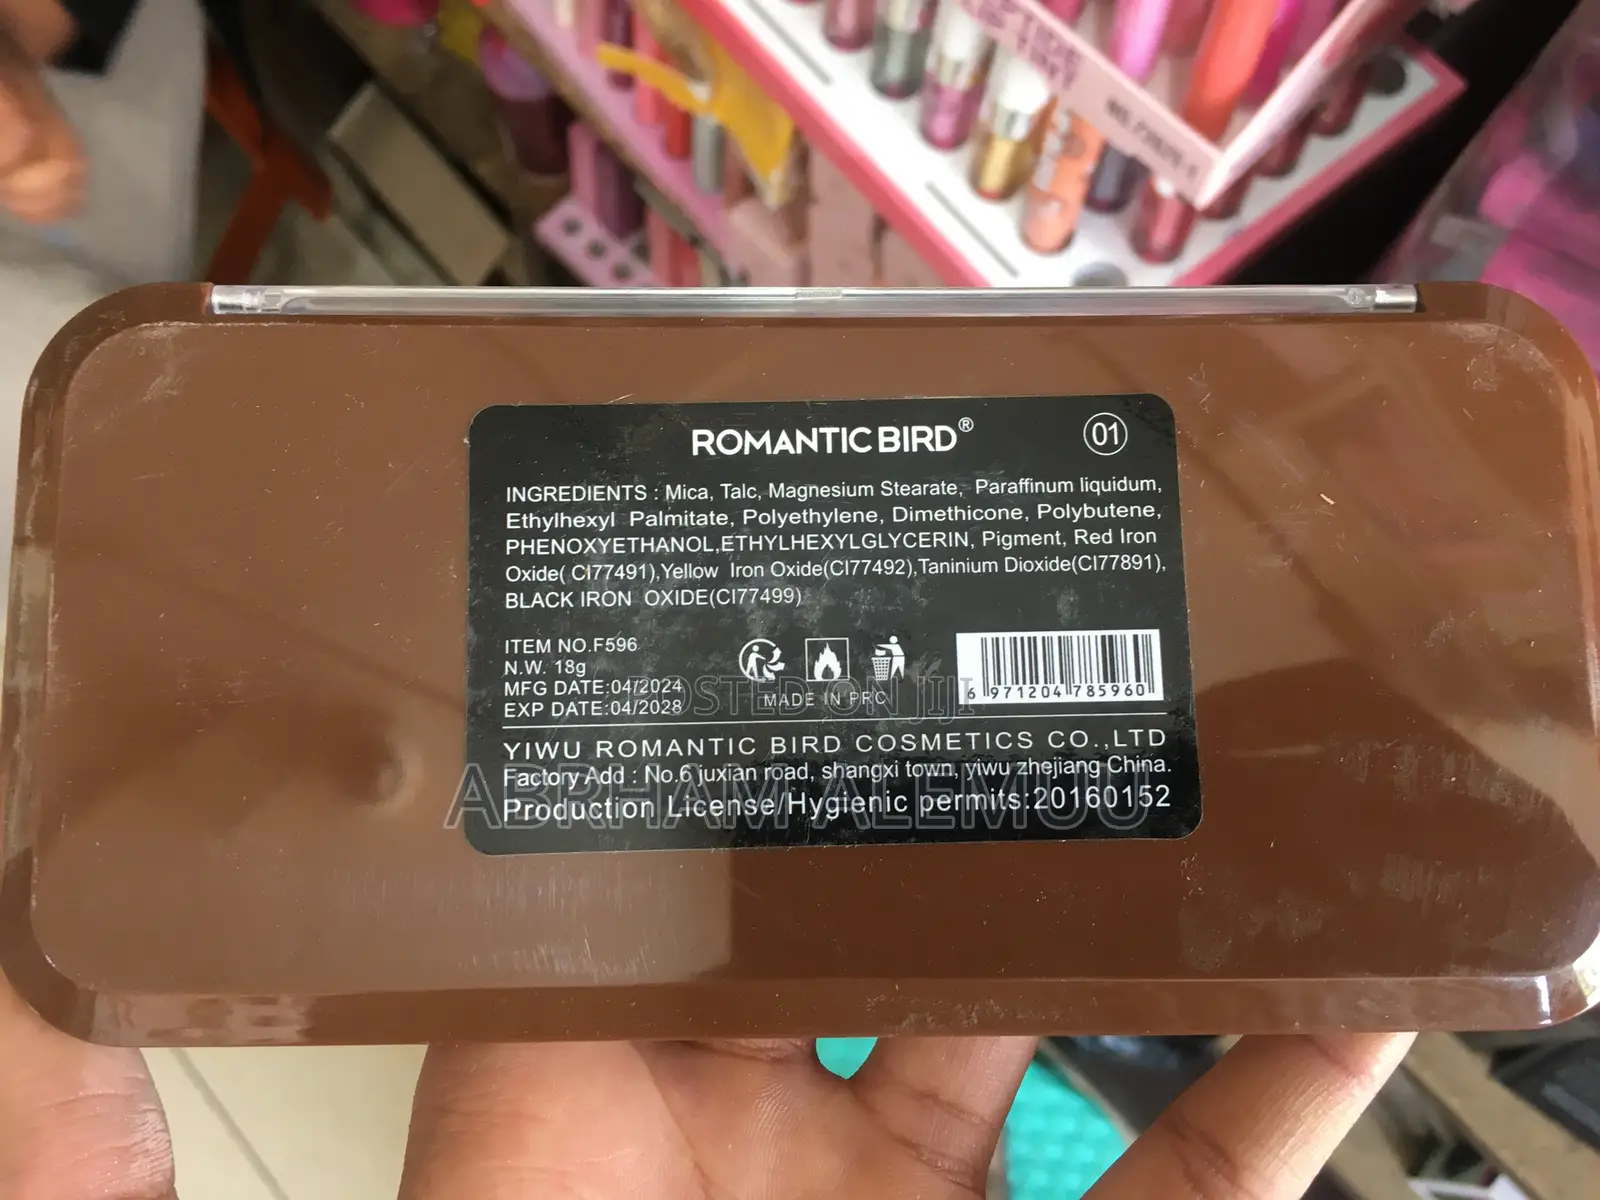 ROMANTIC BIRD®
01
INGREDIENTS : Mica, Talc, Magnesium Stearate, Paraffinum liquidum,
Ethylhexyl Palmitate, Polyethylene, Dimethicone, Polybutene,
PHENOXYETHANOL,ETHYLHEXYLGLYCERIN, Pigment, Red Iron
Oxide( CI77491),Yellow Iron Oxide(CI77492),Taninium Dioxide(CI77891),
BLACK IRON OXIDE(CI77499)
ITEM NO.F596
N.W. 18g
MFG DATE:04/2024
EXP DATE:04/2028
MADE IN PRC
6 971204 785960
POSTED ON JIJI
YIWU ROMANTIC BIRD COSMETICS CO.,LTD
Factory Add : No.6 juxian road, shangxi town, yiwu zhejiang China.
ABRHAM ALEMUU
Production License/Hygienic permits:20160152